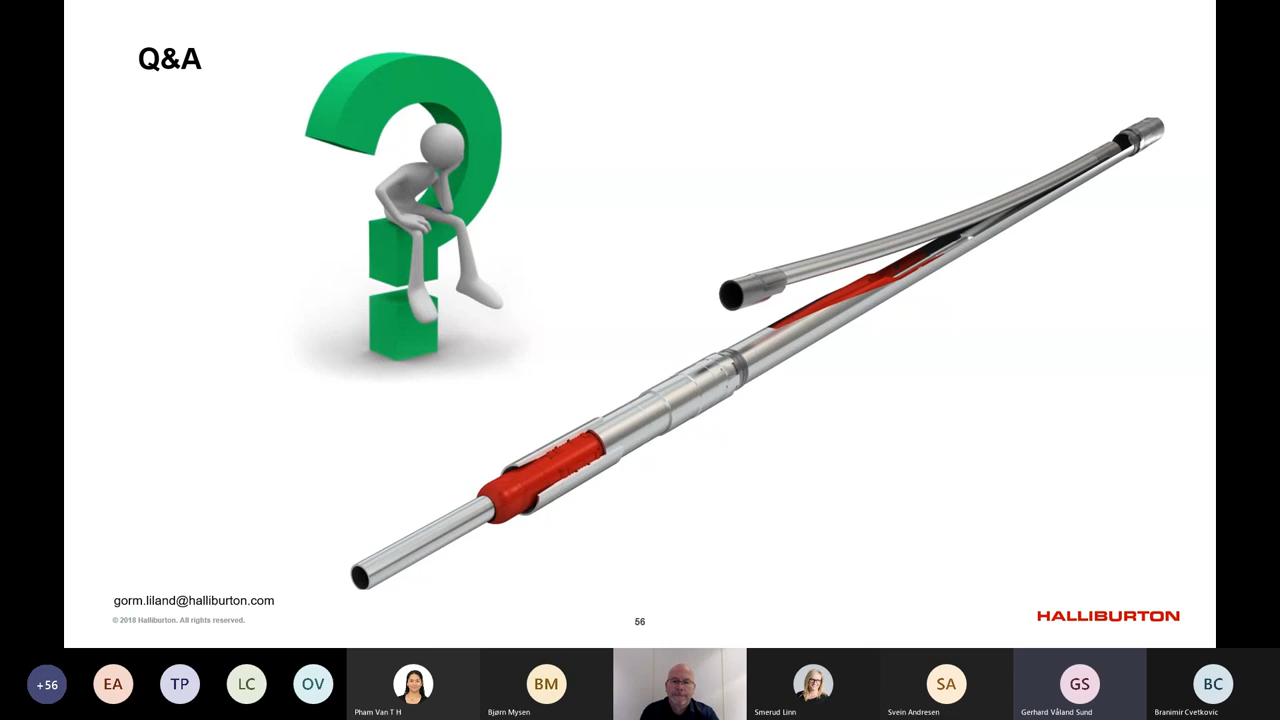 Q&A
gorm.liland@halliburton.com
© 2018 Halliburton. All rights reserved.
56
HALLIBURTON
+56
EA
TP
LC
OV
Pham Van T H
BM
Bjørn Mysen
Smerud Linn
SA
Svein Andresen
GS
Gerhard Våland Sund
BC
Branimir Cvetkovic